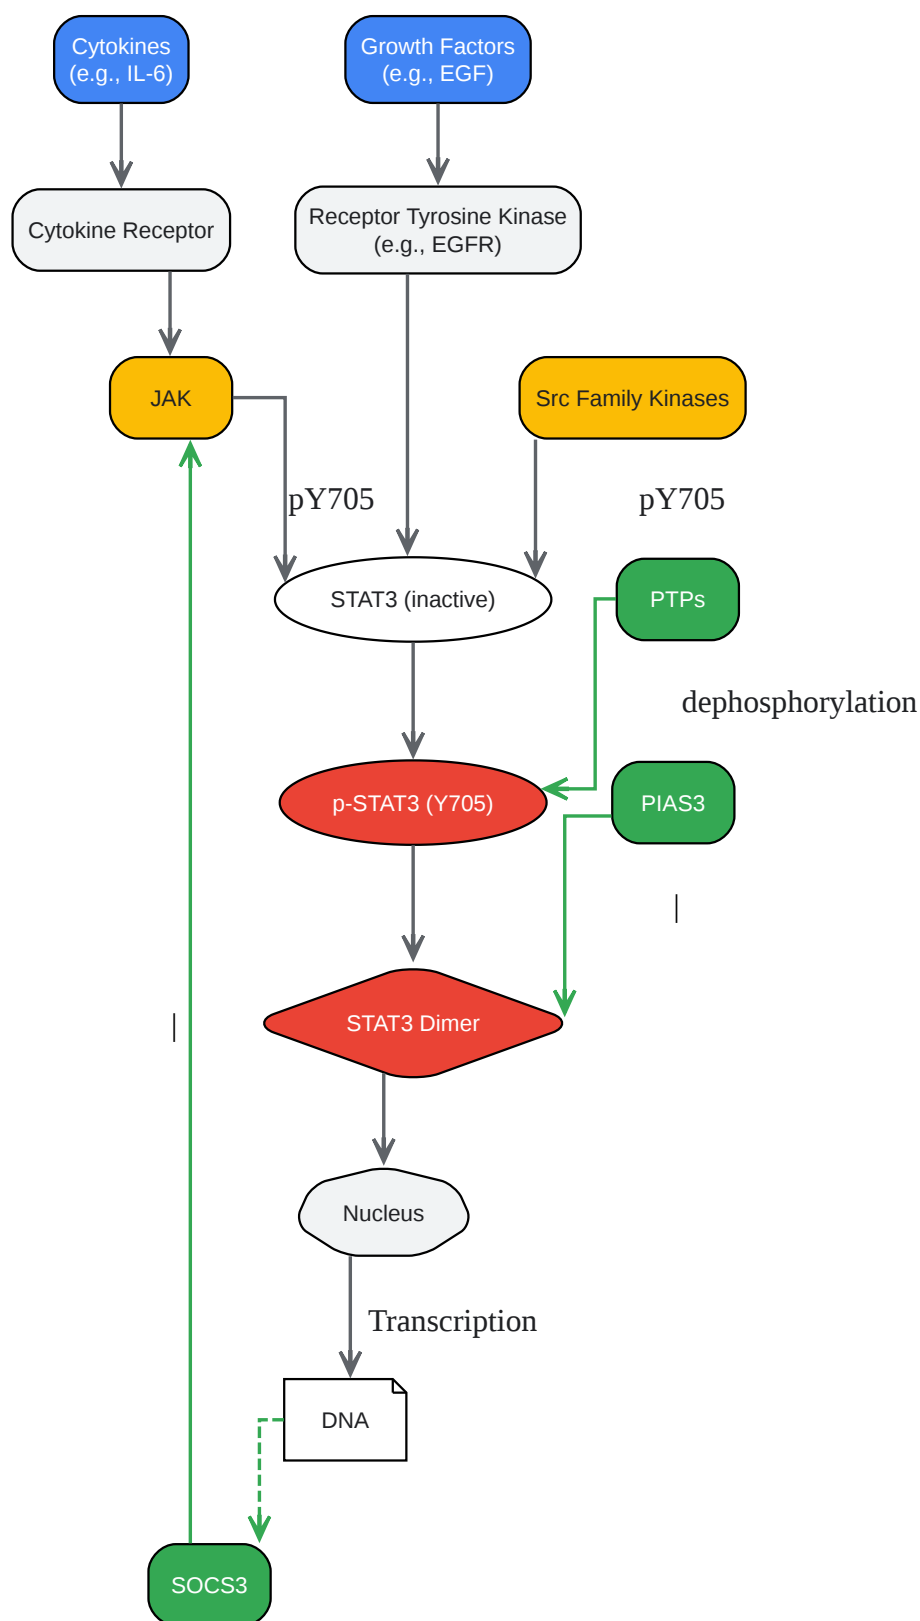 Cytokines
(e.g., IL-6)
Growth Factors
(e.g., EGF)
Cytokine Receptor
Receptor Tyrosine Kinase
(e.g., EGFR)
JAK
Src Family Kinases
pY705
pY705
STAT3 (inactive)
PTPs
dephosphorylation
p-STAT3 (Y705)
PIAS3
|
STAT3 Dimer
|
Nucleus
Transcription
DNA
SOCS3